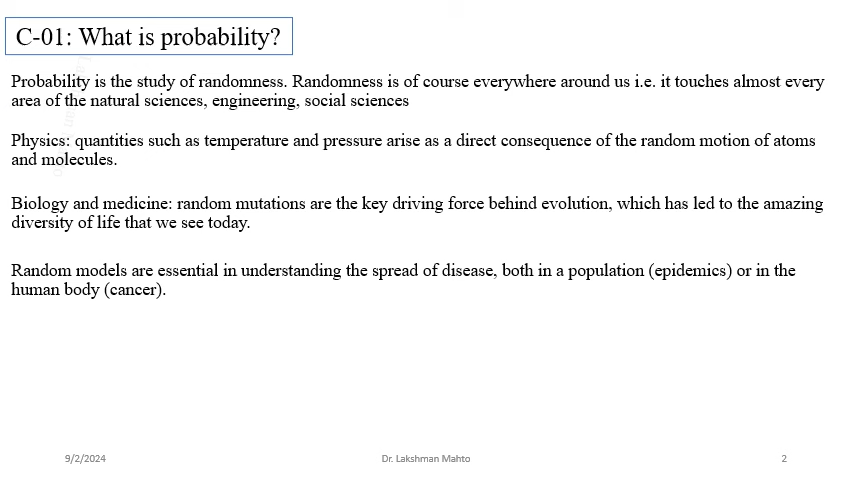 C-01: What is probability?
Probability is the study of randomness. Randomness is of course everywhere around us i.e. it touches almost every
area of the natural sciences, engineering, social sciences
Physics: quantities such as temperature and pressure arise as a direct consequence of the random motion of atoms
and molecules.
Biology and medicine: random mutations are the key driving force behind evolution, which has led to the amazing
diversity of life that we see today.
Random models are essential in understanding the spread of disease, both in a population (epidemics) or in the
human body (cancer).
9/2/2024
Dr. Lakshman Mahto
2